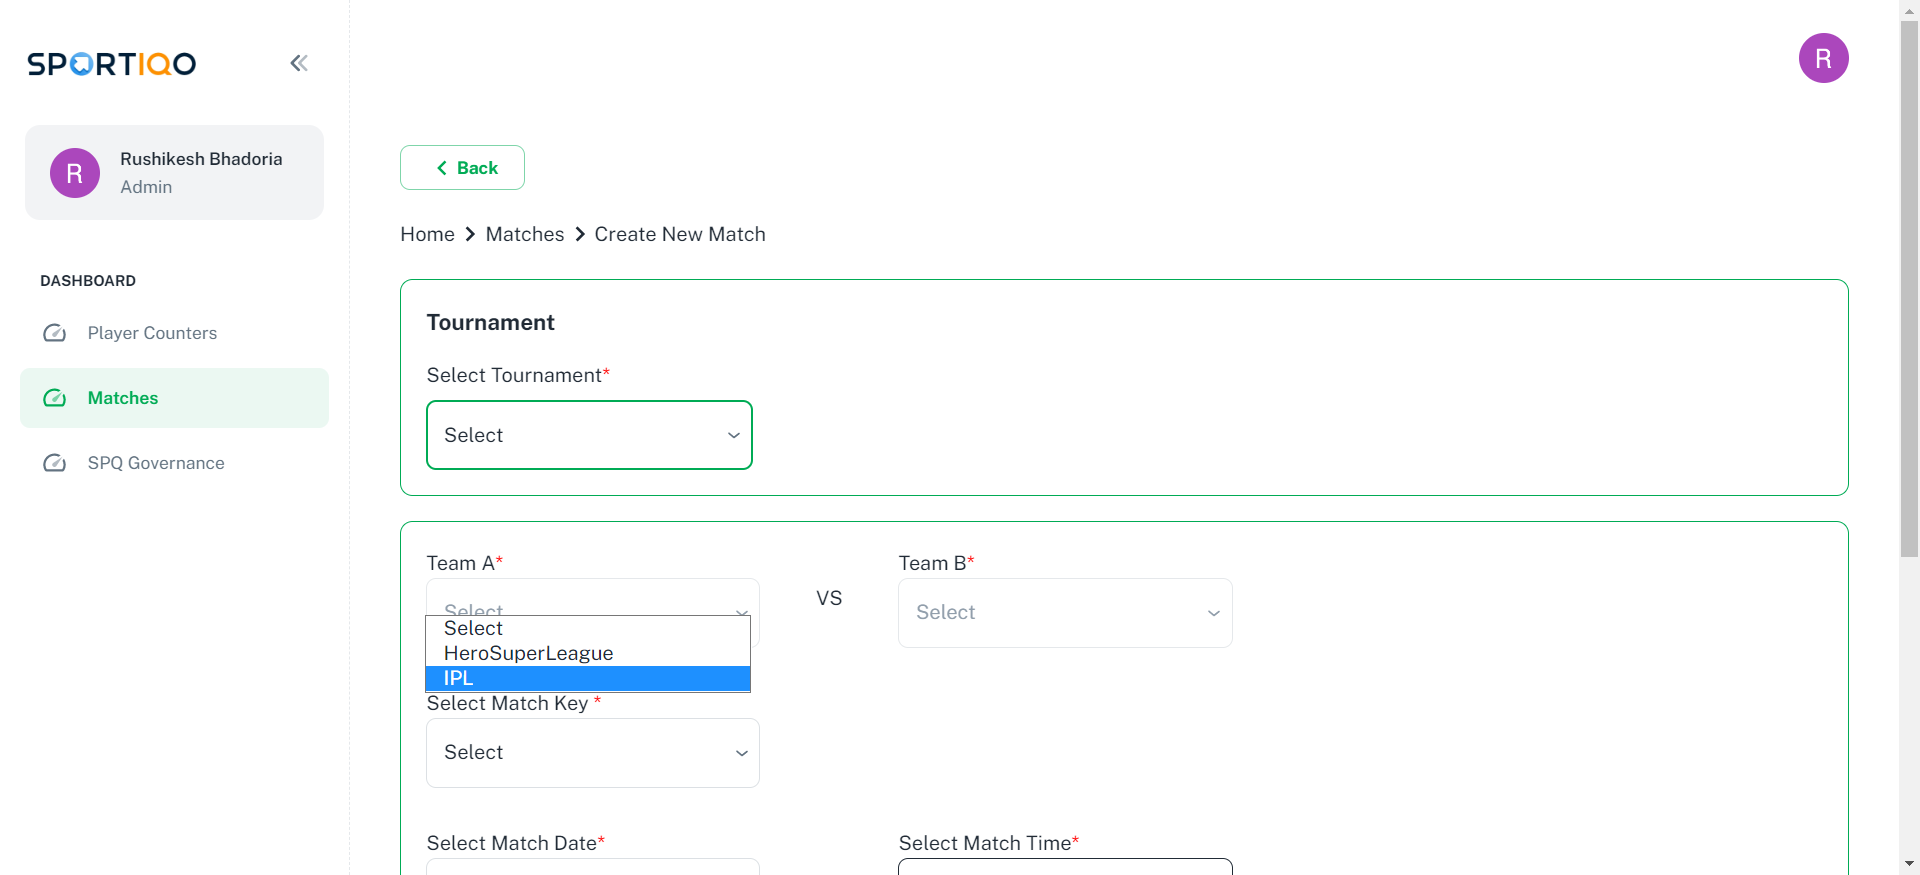 SPORTIQO
R
R
Rushikesh Bhadoria
Admin
DASHBOARD
Player Counters
Matches
SPQ Governance
Back
Home > Matches > Create New Match
Tournament
Select Tournament*
Select
Team A*
Select
VS
Team B*
Select
Select
HeroSuperLeague
IPL
Select Match Key *
Select
Select Match Date*
Select Match Time*